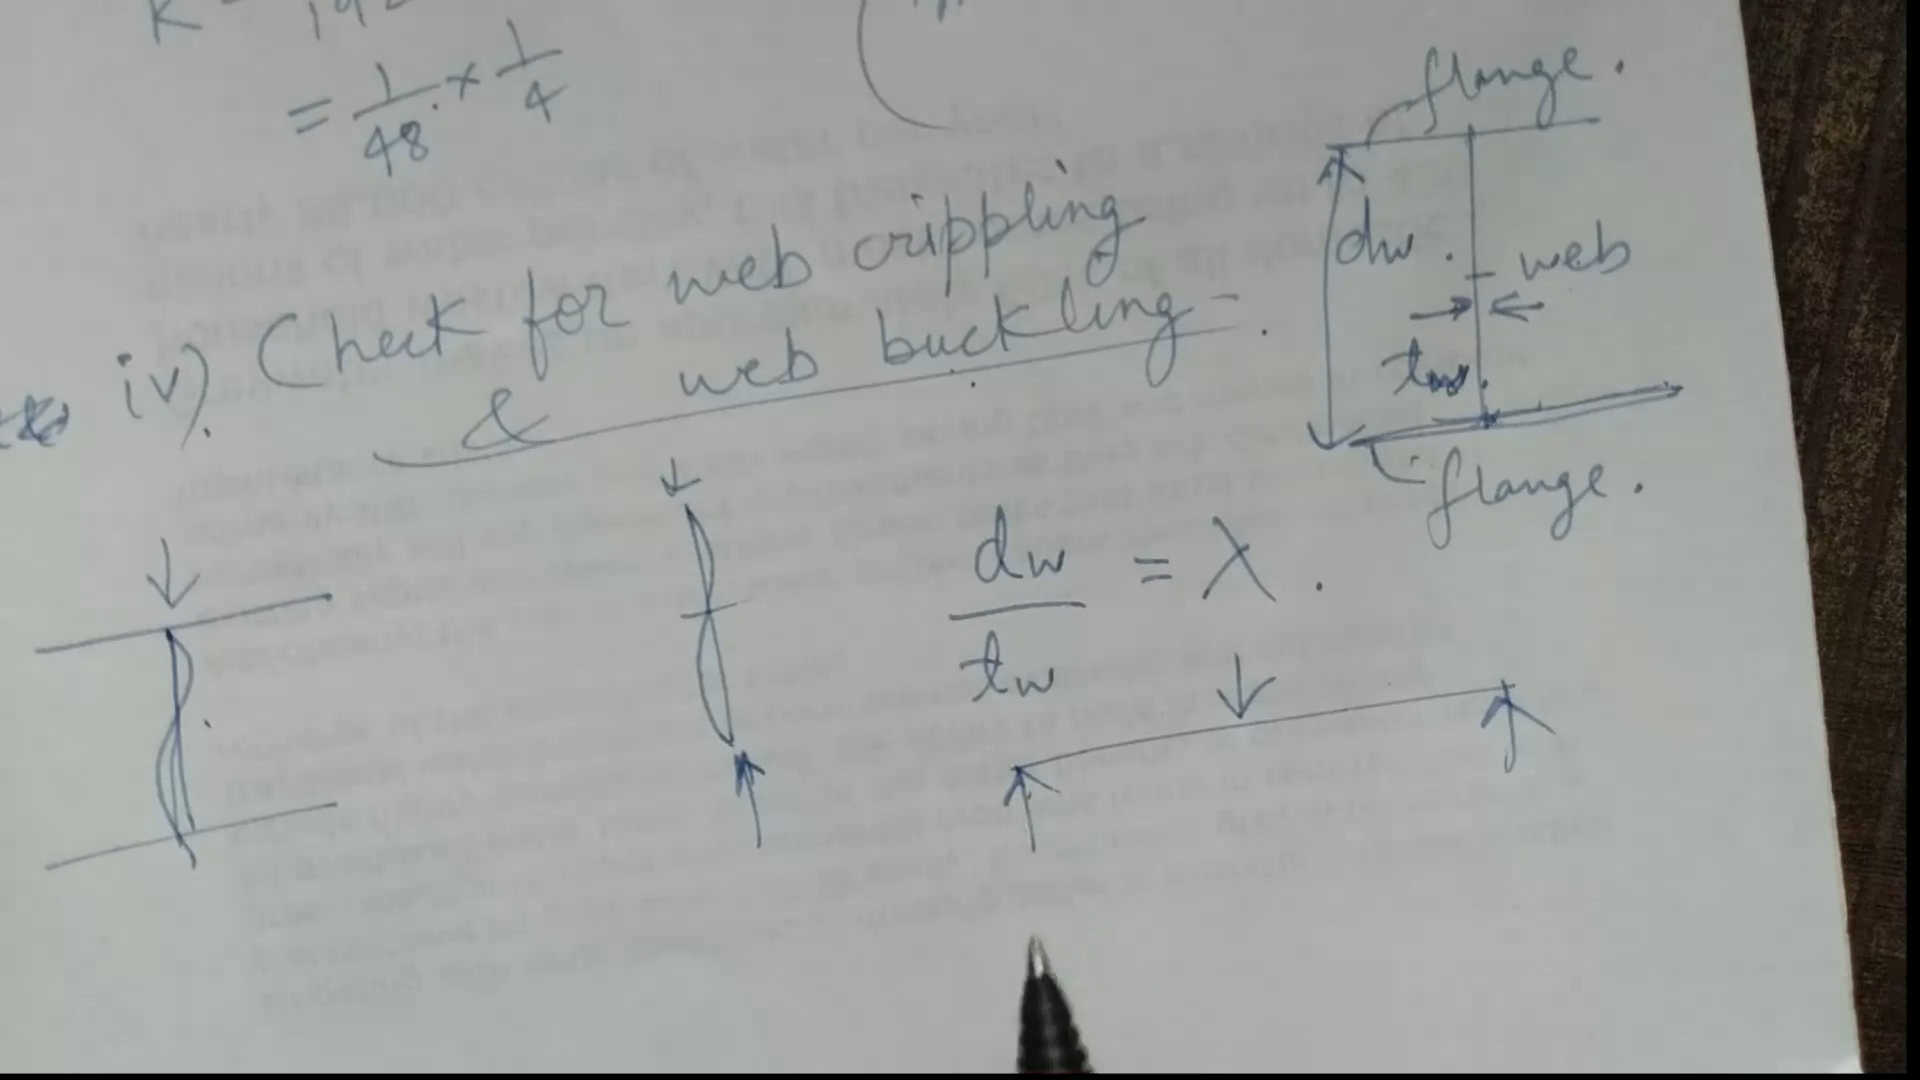 = 1/48 × 1/4
iv). Check for web crippling
& web buckling -.
flange.
dw.
web
tw.
flange.
dw/tw = λ.